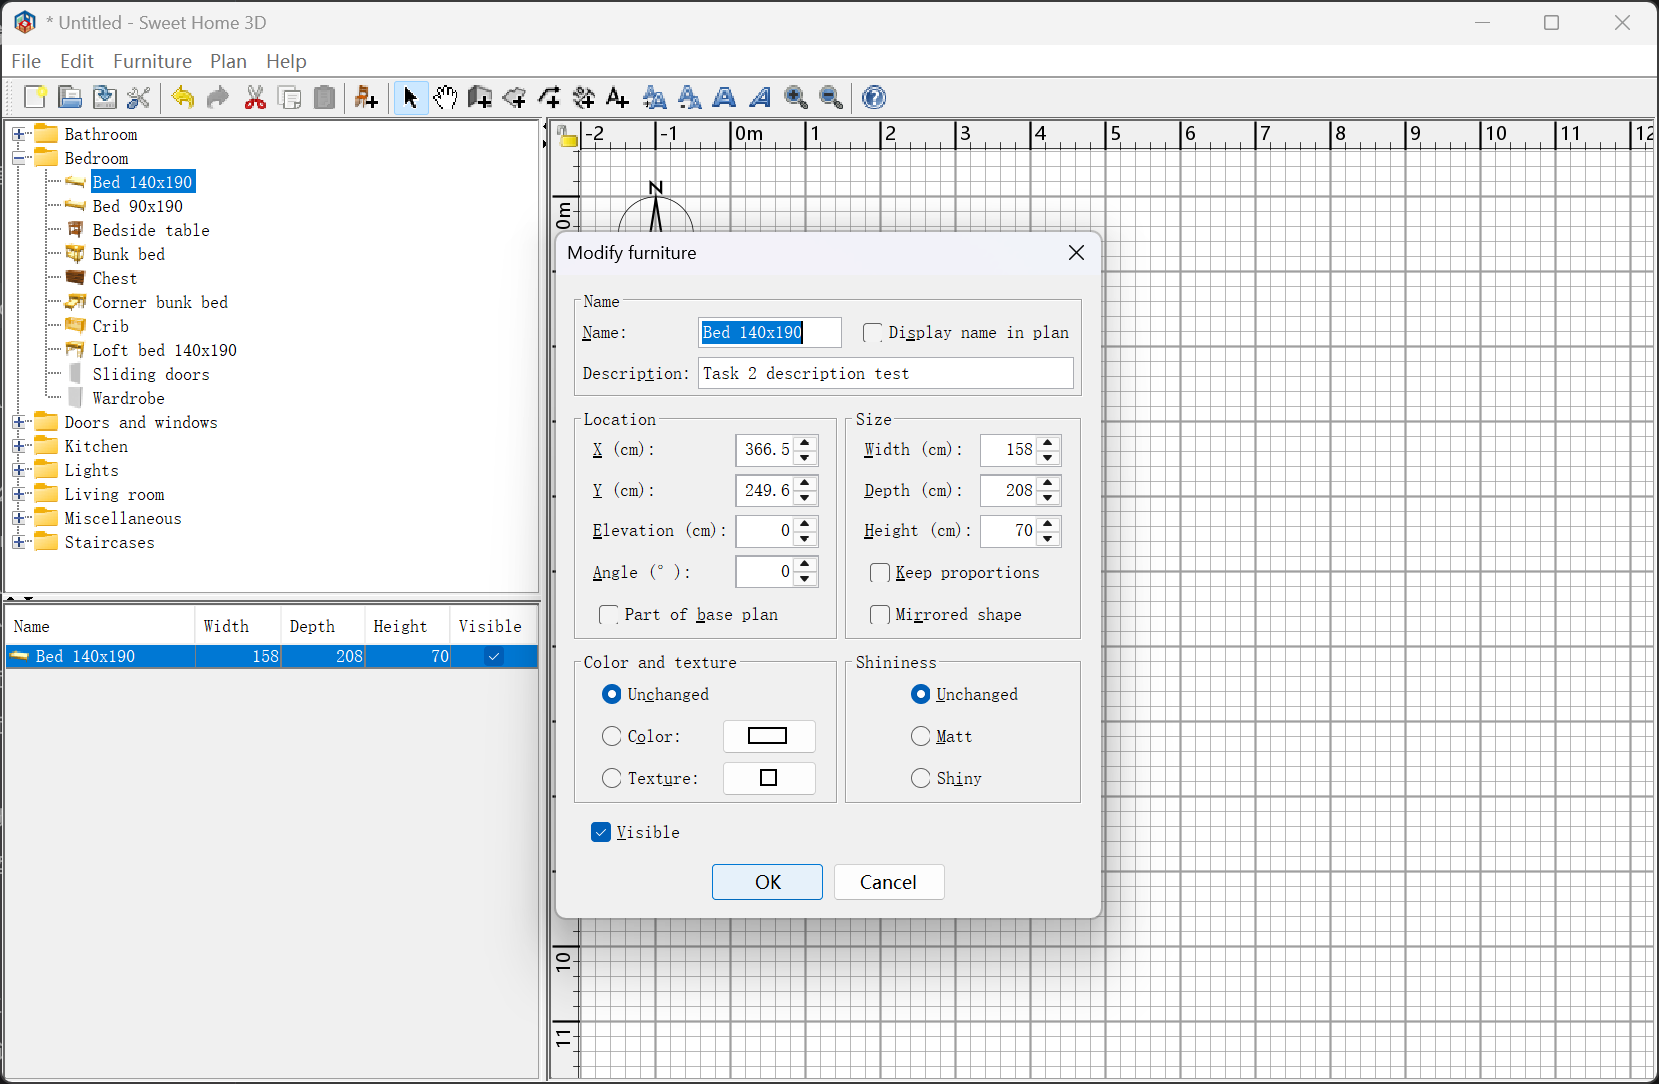 * Untitled - Sweet Home 3D
File Edit Furniture Plan Help
Bathroom
Bedroom
Bed 140x190
Bed 90x190
Bedside table
Bunk bed
Chest
Corner bunk bed
Crib
Loft bed 140x190
Sliding doors
Wardrobe
Doors and windows
Kitchen
Lights
Living room
Miscellaneous
Staircases
Name Width Depth Height Visible
Bed 140x190 158 208 70
-2 -1 0m 1 2 3 4 5 6 7 8 9 10 11 12
0m
N
10
11
Modify furniture
Name
Name: Bed 140x190 Display name in plan
Description: Task 2 description test
Location
X (cm): 366.5
Y (cm): 249.6
Elevation (cm): 0
Angle (°): 0
Part of base plan
Size
Width (cm): 158
Depth (cm): 208
Height (cm): 70
Keep proportions
Mirrored shape
Color and texture
Unchanged
Color:
Texture:
Shininess
Unchanged
Matt
Shiny
Visible
OK Cancel